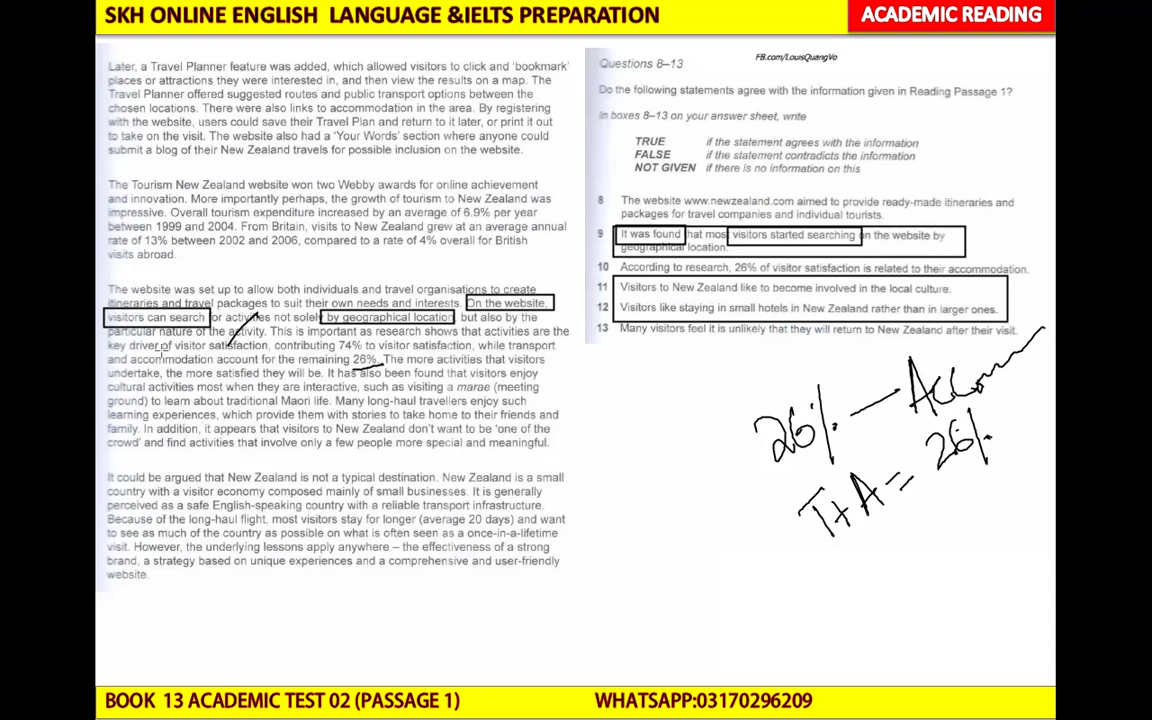 SKH ONLINE ENGLISH LANGUAGE &IELTS PREPARATION
ACADEMIC READING
Later, a Travel Planner feature was added, which allowed visitors to click and 'bookmark'
places or attractions they were interested in, and then view the results on a map. The
Travel Planner offered suggested routes and public transport options between the
chosen locations. There were also links to accommodation in the area. By registering
with the website, users could save their Travel Plan and return to it later, or print it out
to take on the visit. The website also had a 'Your Words' section where anyone could
submit a blog of their New Zealand travels for possible inclusion on the website.
The Tourism New Zealand website won two Webby awards for online achievement
and innovation. More importantly perhaps, the growth of tourism to New Zealand was
impressive. Overall tourism expenditure increased by an average of 6.9% per year
between 1999 and 2004. From Britain, visits to New Zealand grew at an average annual
rate of 13% between 2002 and 2006, compared to a rate of 4% overall for British
visits abroad.
The website was set up to allow both individuals and travel organisations to create
itineraries and travel packages to suit their own needs and interests. On the website,
visitors can search for activities not solely by geographical location, but also by the
particular nature of the activity. This is important as research shows that activities are the
key driver of visitor satisfaction, contributing 74% to visitor satisfaction, while transport
and accommodation account for the remaining 26%. The more activities that visitors
undertake, the more satisfied they will be. It has also been found that visitors enjoy
cultural activities most when they are interactive, such as visiting a marae (meeting
ground) to learn about traditional Maori life. Many long-haul travellers enjoy such
learning experiences, which provide them with stories to take home to their friends and
family. In addition, it appears that visitors to New Zealand don't want to be 'one of the
crowd' and find activities that involve only a few people more special and meaningful.
It could be argued that New Zealand is not a typical destination. New Zealand is a small
country with a visitor economy composed mainly of small businesses. It is generally
perceived as a safe English-speaking country with a reliable transport infrastructure.
Because of the long-haul flight, most visitors stay for longer (average 20 days) and want
to see as much of the country as possible on what is often seen as a once-in-a-lifetime
visit. However, the underlying lessons apply anywhere – the effectiveness of a strong
brand, a strategy based on unique experiences and a comprehensive and user-friendly
website.
FB.com/LouisQuangVo
Questions 8–13
Do the following statements agree with the information given in Reading Passage 1?
In boxes 8–13 on your answer sheet, write
TRUE if the statement agrees with the information
FALSE if the statement contradicts the information
NOT GIVEN if there is no information on this
8 The website www.newzealand.com aimed to provide ready-made itineraries and
packages for travel companies and individual tourists.
9 It was found that most visitors started searching on the website by
geographical location.
10 According to research, 26% of visitor satisfaction is related to their accommodation.
11 Visitors to New Zealand like to become involved in the local culture.
12 Visitors like staying in small hotels in New Zealand rather than in larger ones.
13 Many visitors feel it is unlikely that they will return to New Zealand after their visit.
26% — Accom
T+A = 26%
BOOK 13 ACADEMIC TEST 02 (PASSAGE 1)
WHATSAPP:03170296209